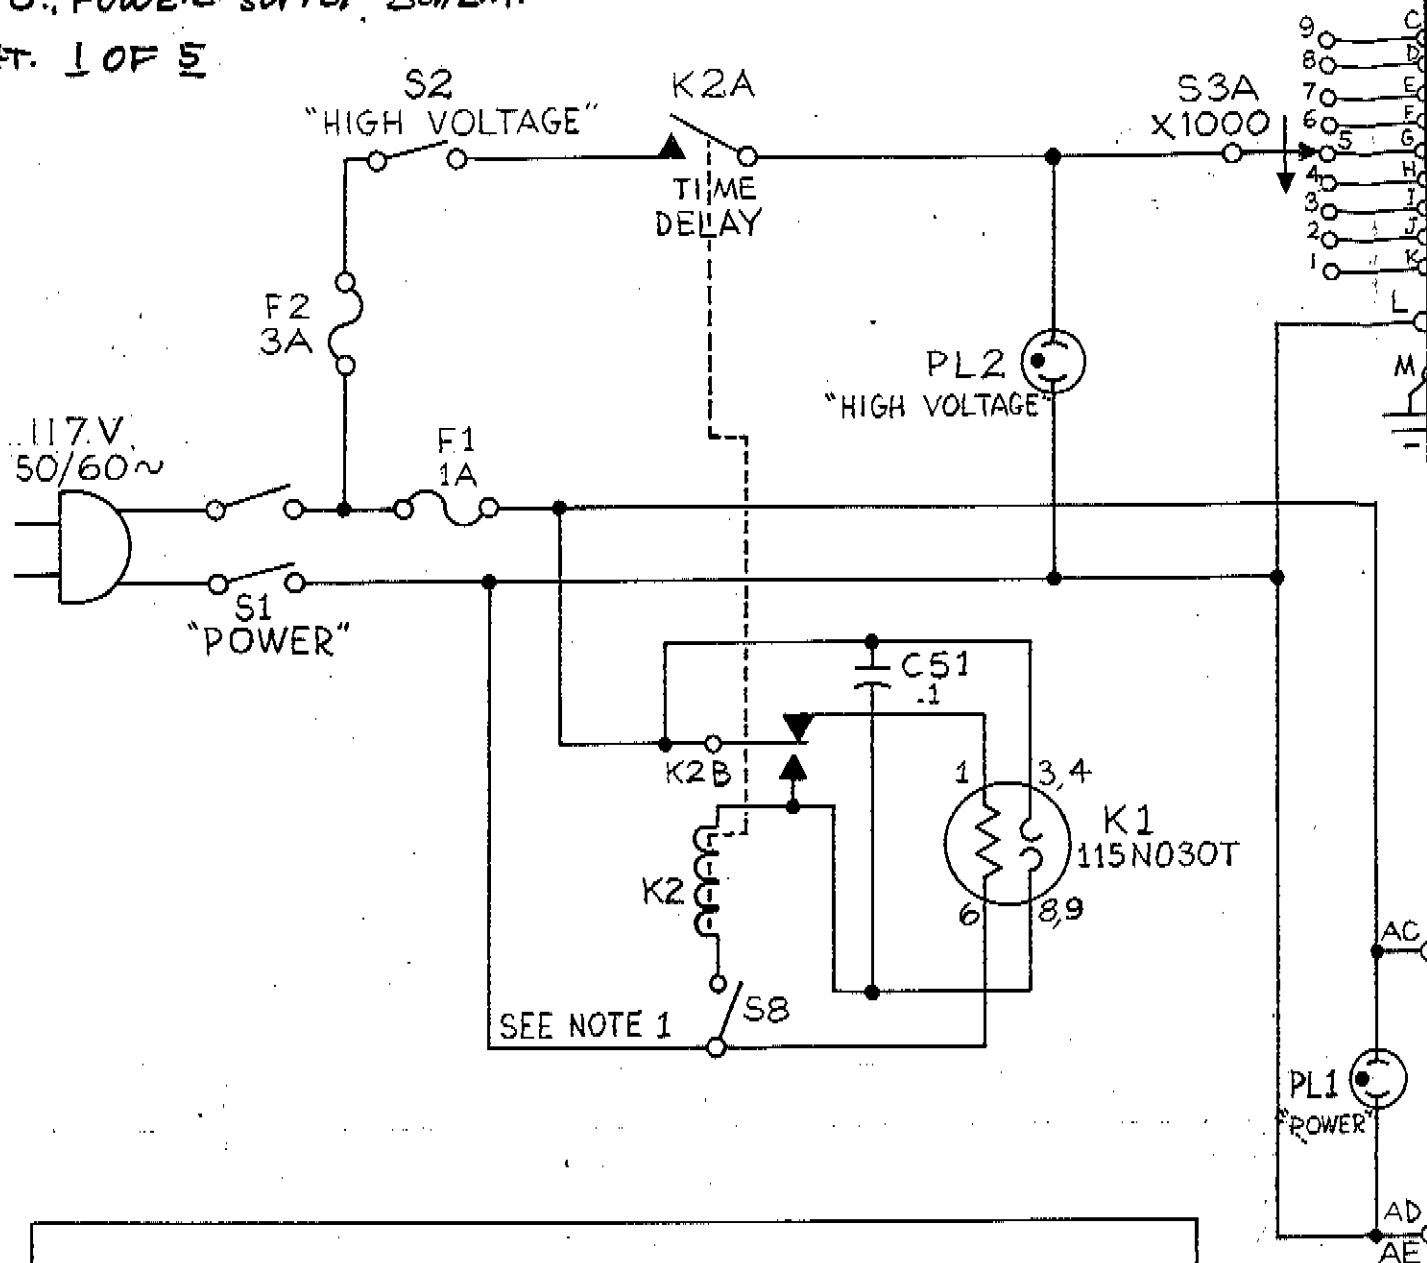 POWER SUPPLY
1 OF 5
S2
"HIGH VOLTAGE"
K2A
TIME
DELAY
S3A
X1000
9
8
7
6
5
4
3
2
1
C
D
E
F
G
H
I
J
K
L
M
F2
3A
PL2
"HIGH VOLTAGE"
117V
50/60~
F1
1A
S1
"POWER"
C51
.1
K2B
1
3,4
K1
115N030T
6
8,9
K2
S8
SEE NOTE 1
AC
PL1
"POWER"
AD
AE